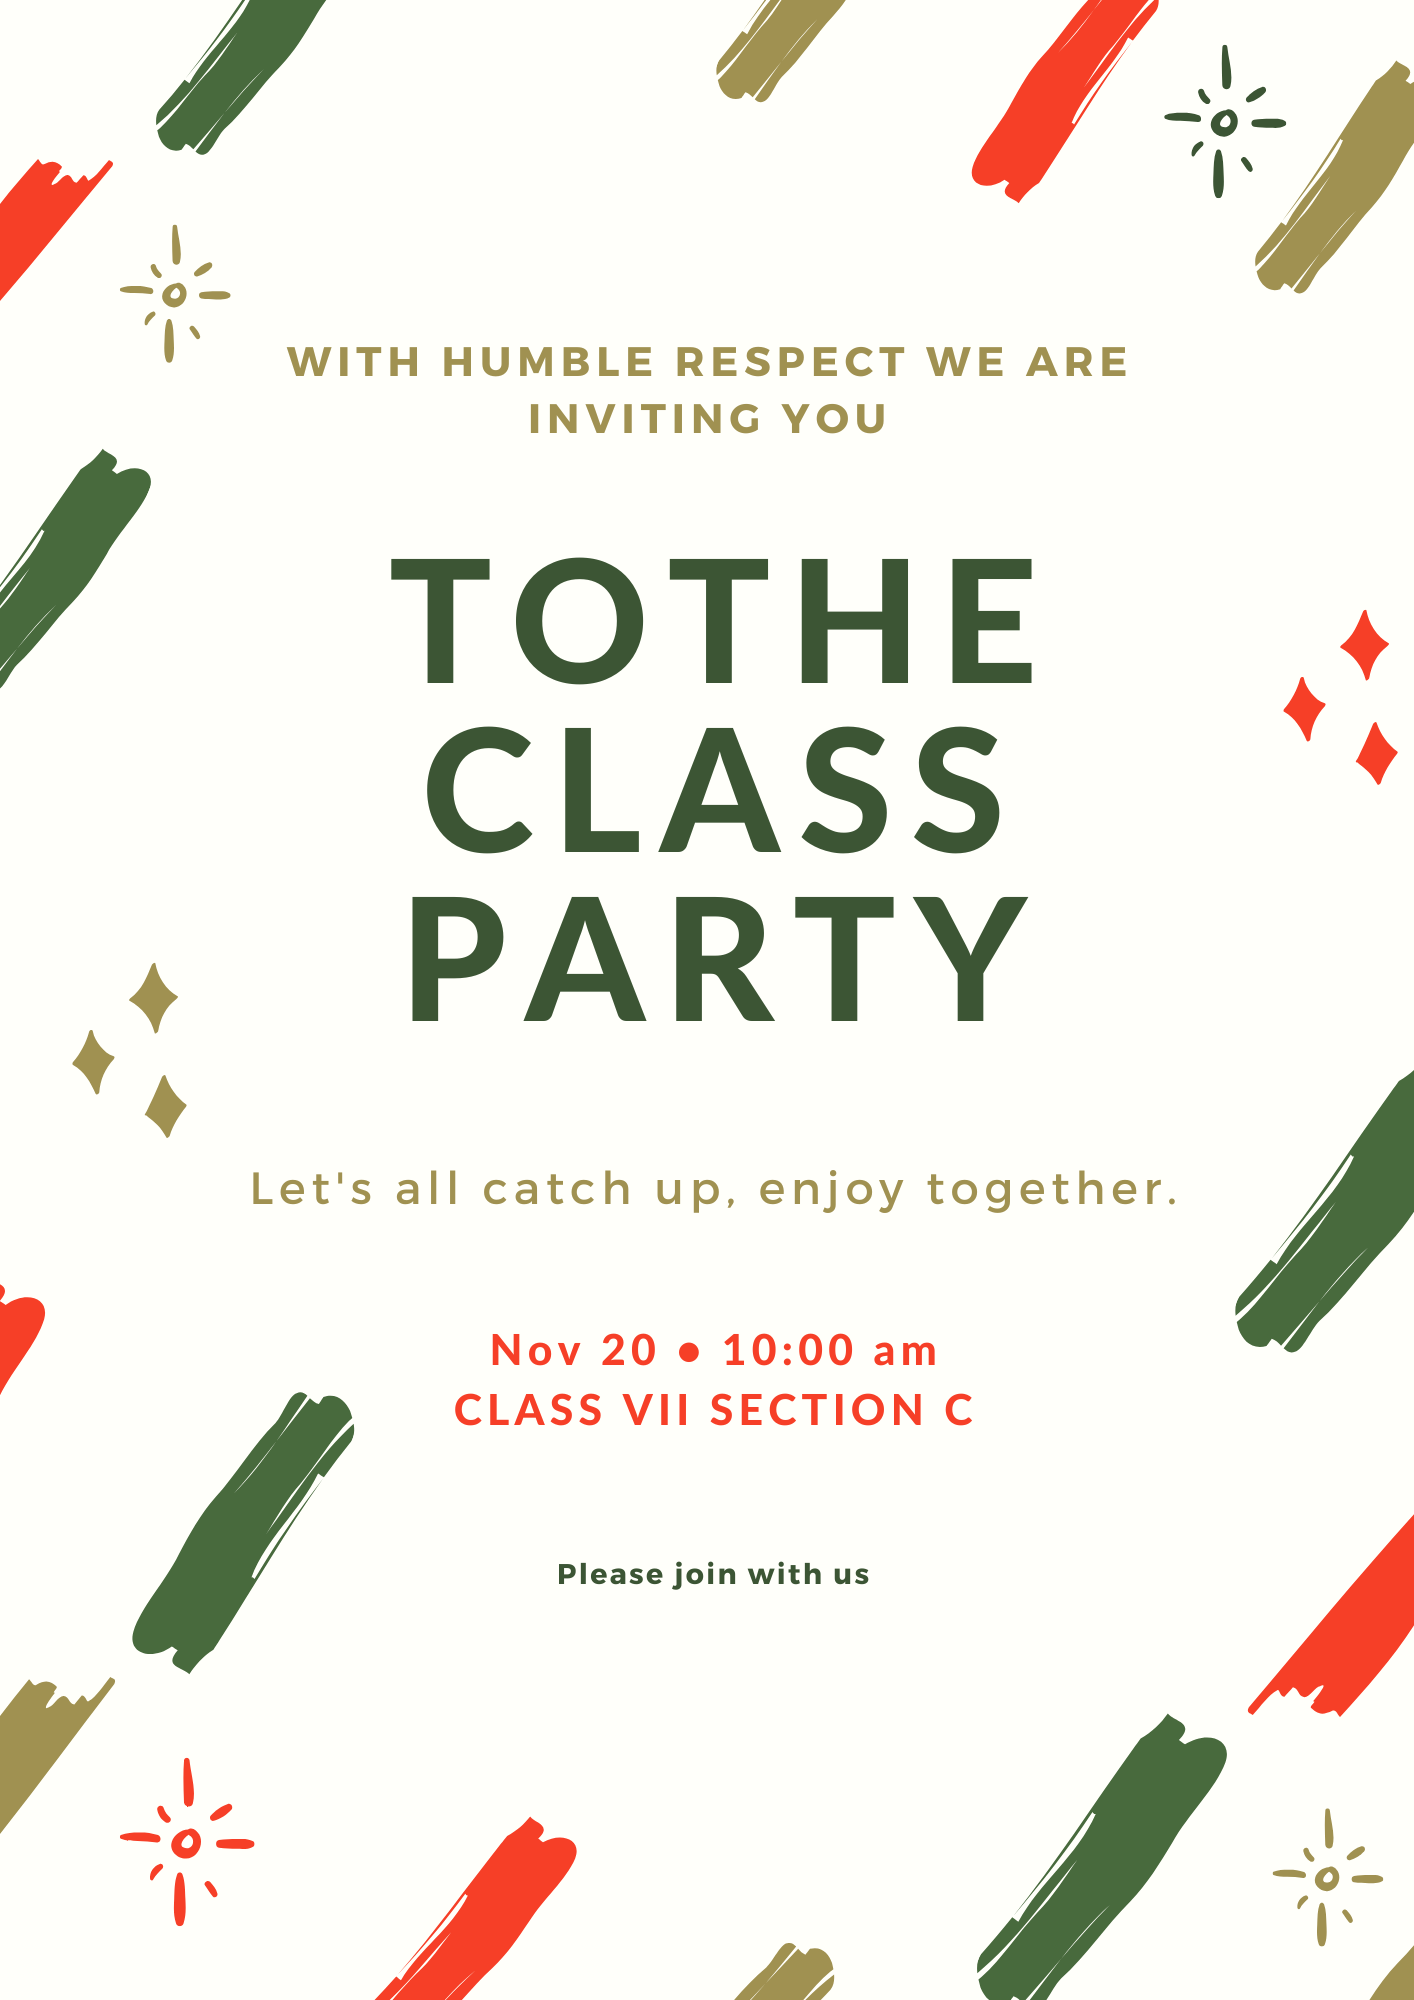 WITH HUMBLE RESPECT WE ARE
INVITING YOU
TOTHE
CLASS
PARTY
Let's all catch up, enjoy together.
Nov 20 ● 10:00 am
CLASS VII SECTION C
Please join with us